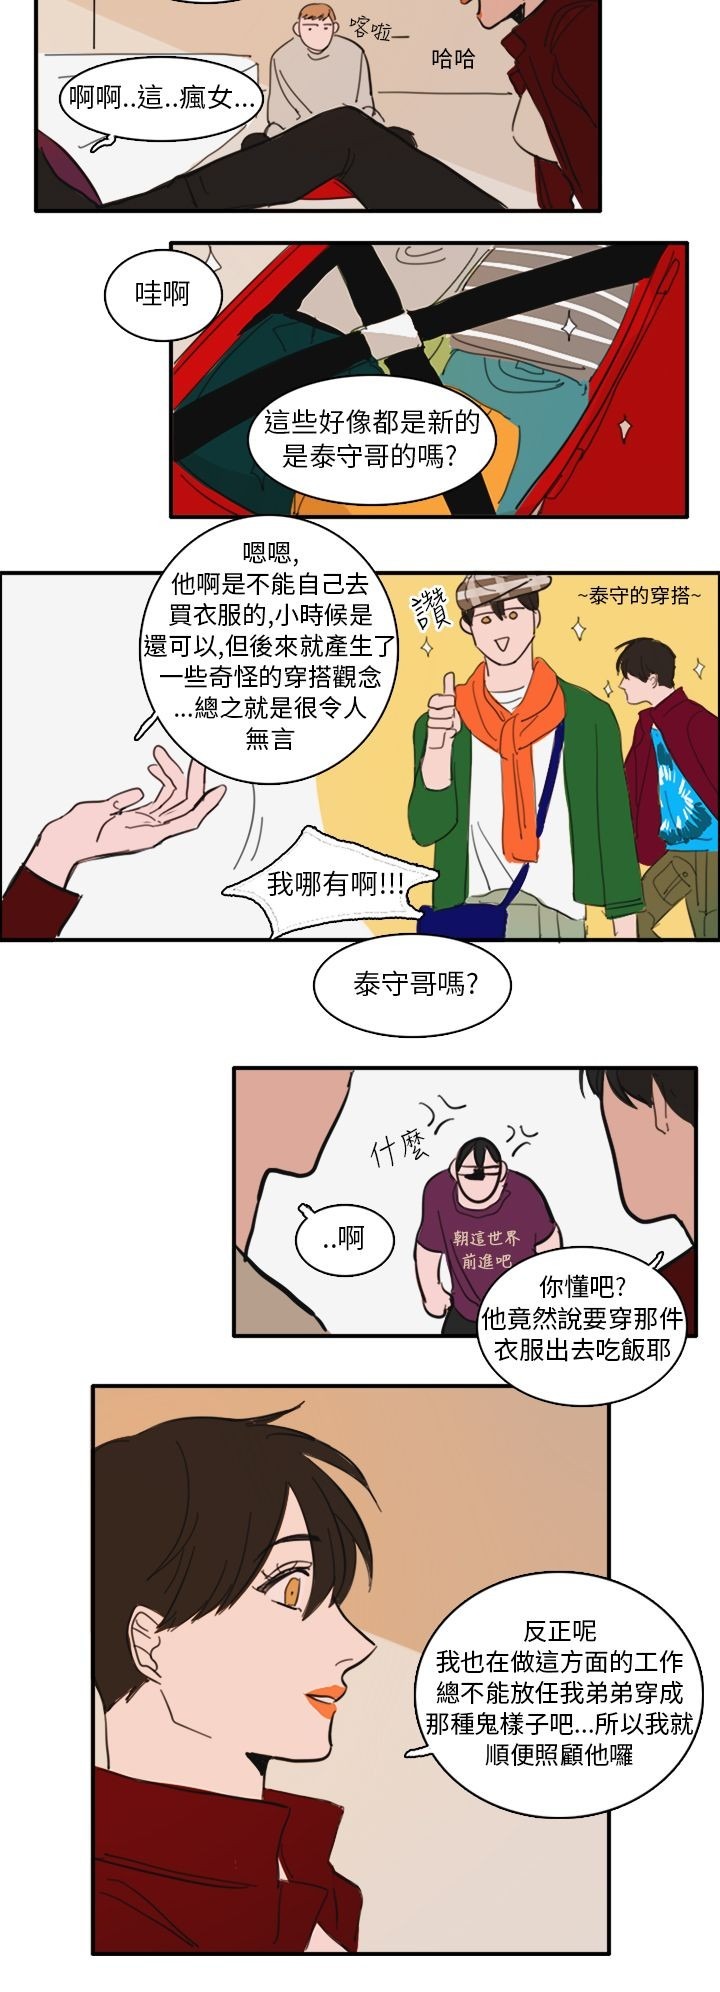 喀啦
哈哈
啊啊..這..瘋女...
哇啊
這些好像都是新的
是泰守哥的嗎?
嗯嗯,
他啊是不能自己去
買衣服的,小時候是
還可以,但後來就產生了
一些奇怪的穿搭觀念
...總之就是很令人
無言
讚
~泰守的穿搭~
我哪有啊!!!
泰守哥嗎?
什麼
..啊
朝這世界
前進吧
你懂吧?
他竟然說要穿那件
衣服出去吃飯耶
反正呢
我也在做這方面的工作
總不能放任我弟弟穿成
那種鬼樣子吧...所以我就
順便照顧他囉